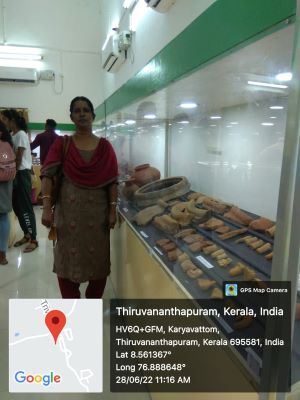 GPS Map Camera
Thiruvananthapuram, Kerala, India
HV6Q+GFM, Karyavattom,
Thiruvananthapuram, Kerala 695581, India
Lat 8.561367°
Long 76.888648°
28/06/22 11:16 AM
Google